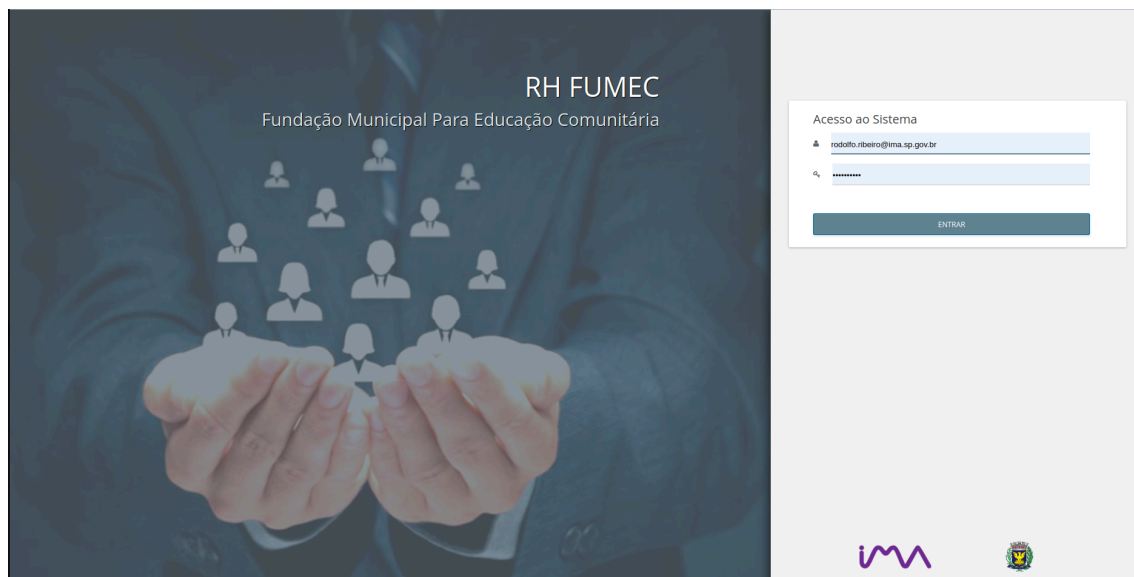 RH FUMEC
Fundação Municipal Para Educação Comunitária
Acesso ao Sistema
rodolfo.ribeiro@ima.sp.gov.br
••••••••••
ENTRAR
ima